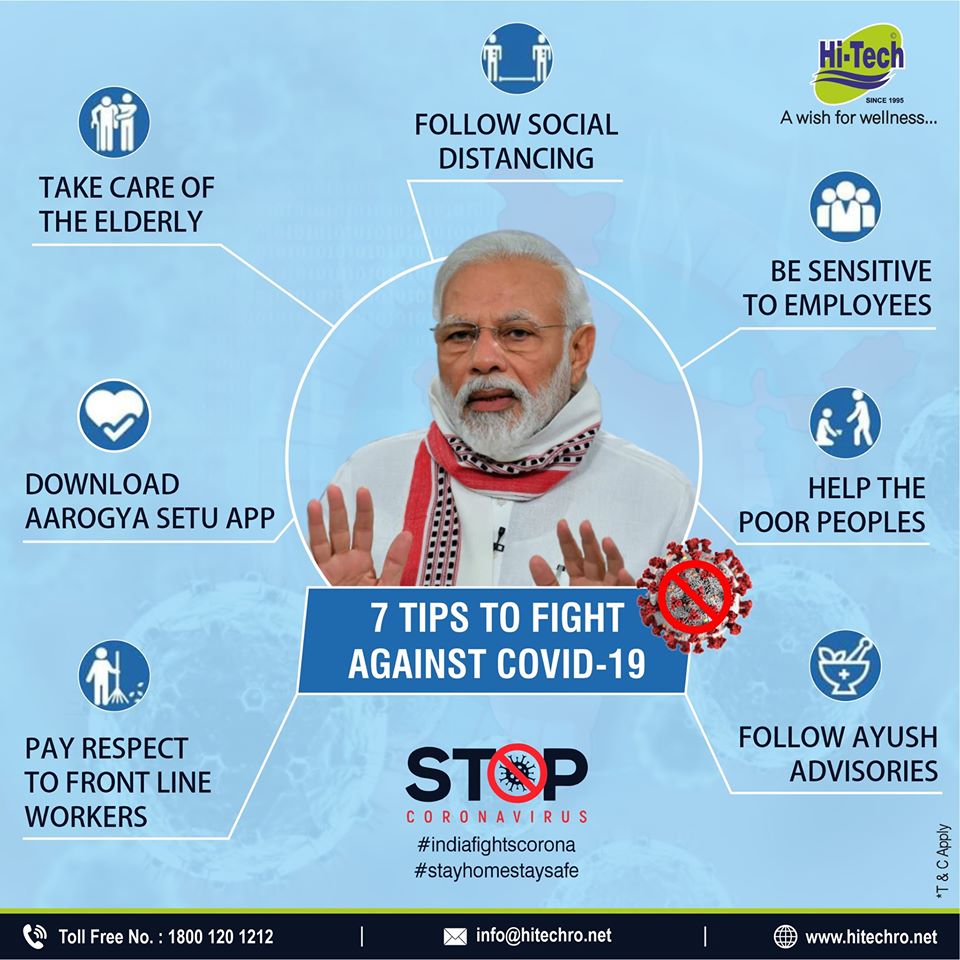 Hi-Tech
©
SINCE 1995
A wish for wellness...
FOLLOW SOCIAL
DISTANCING
TAKE CARE OF
THE ELDERLY
BE SENSITIVE
TO EMPLOYEES
DOWNLOAD
AAROGYA SETU APP
HELP THE
POOR PEOPLES
7 TIPS TO FIGHT
AGAINST COVID-19
PAY RESPECT
TO FRONT LINE
WORKERS
FOLLOW AYUSH
ADVISORIES
STOP
CORONAVIRUS
#indiafightscorona
#stayhomestaysafe
*T & C Apply
Toll Free No. : 1800 120 1212 | info@hitechro.net | www.hitechro.net